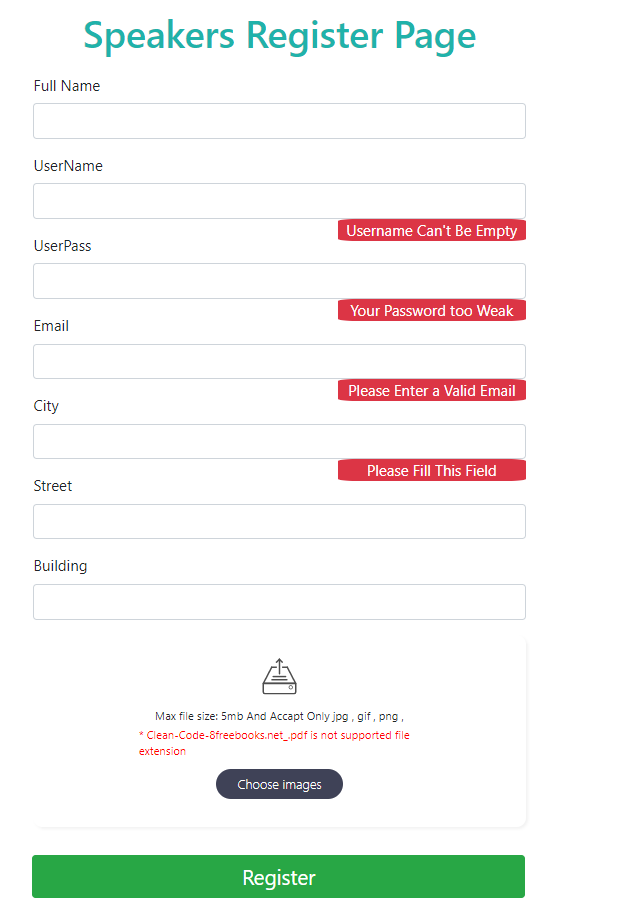 Speakers Register Page
Full Name
UserName
Username Can't Be Empty
UserPass
Your Password too Weak
Email
Please Enter a Valid Email
City
Please Fill This Field
Street
Building
Max file size: 5mb And Accapt Only jpg , gif , png ,
* Clean-Code-8freebooks.net_.pdf is not supported file
extension
Choose images
Register